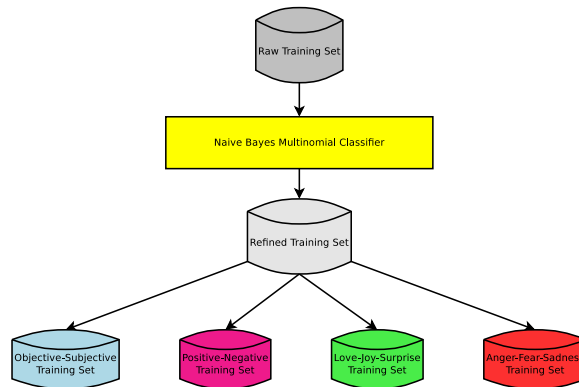 Raw Training Set
Naive Bayes Multinomial Classifier
Refined Training Set
Objective-Subjective
Training Set
Positive-Negative
Training Set
Love-Joy-Surprise
Training Set
Anger-Fear-Sadness
Training Set